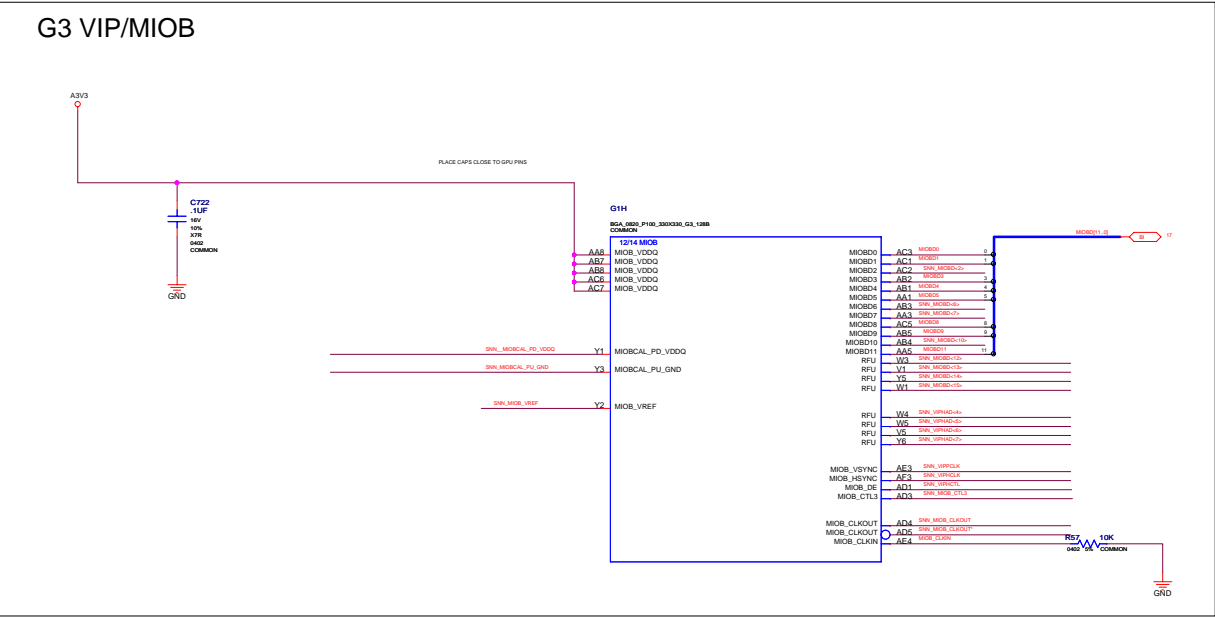 G3 VIP/MIOB
A3V3
PLACE CAPS CLOSE TO GPU PINS
C722
.1UF
16V
10%
X7R
0402
COMMON
GND
G1H
BGA_0820_P100_330X330_G3_128B
COMMON
12/14 MIOB
AA8 MIOB_VDDQ
AB7 MIOB_VDDQ
AB8 MIOB_VDDQ
AC6 MIOB_VDDQ
AC7 MIOB_VDDQ
SNN__MIOBCAL_PD_VDDQ Y1 MIOBCAL_PD_VDDQ
SNN_MIOBCAL_PU_GND Y3 MIOBCAL_PU_GND
SNN_MIOB_VREF Y2 MIOB_VREF
MIOBD[11..0] BI 17
MIOBD0 AC3 MIOBD0 0
MIOBD1 AC1 MIOBD1 1
MIOBD2 AC2 SNN_MIOBD<2>
MIOBD3 AB2 MIOBD3 3
MIOBD4 AB1 MIOBD4 4
MIOBD5 AA1 MIOBD5 5
MIOBD6 AB3 SNN_MIOBD<6>
MIOBD7 AA3 SNN_MIOBD<7>
MIOBD8 AC5 MIOBD8 8
MIOBD9 AB5 MIOBD9 9
MIOBD10 AB4 SNN_MIOBD<10>
MIOBD11 AA5 MIOBD11 11
RFU W3 SNN_MIOBD<12>
RFU V1 SNN_MIOBD<13>
RFU Y5 SNN_MIOBD<14>
RFU W1 SNN_MIOBD<15>
RFU W4 SNN_VIPHAD<4>
RFU W5 SNN_VIPHAD<5>
RFU V5 SNN_VIPHAD<6>
RFU Y6 SNN_VIPHAD<7>
MIOB_VSYNC AE3 SNN_VIPPCLK
MIOB_HSYNC AF3 SNN_VIPHCLK
MIOB_DE AD1 SNN_VIPHCTL
MIOB_CTL3 AD3 SNN_MIOB_CTL3
MIOB_CLKOUT AD4 SNN_MIOB_CLKOUT
MIOB_CLKOUT AD5 SNN_MIOB_CLKOUT*
MIOB_CLKIN AE4 MIOB_CLKIN
R57 10K
0402 5% COMMON
GND